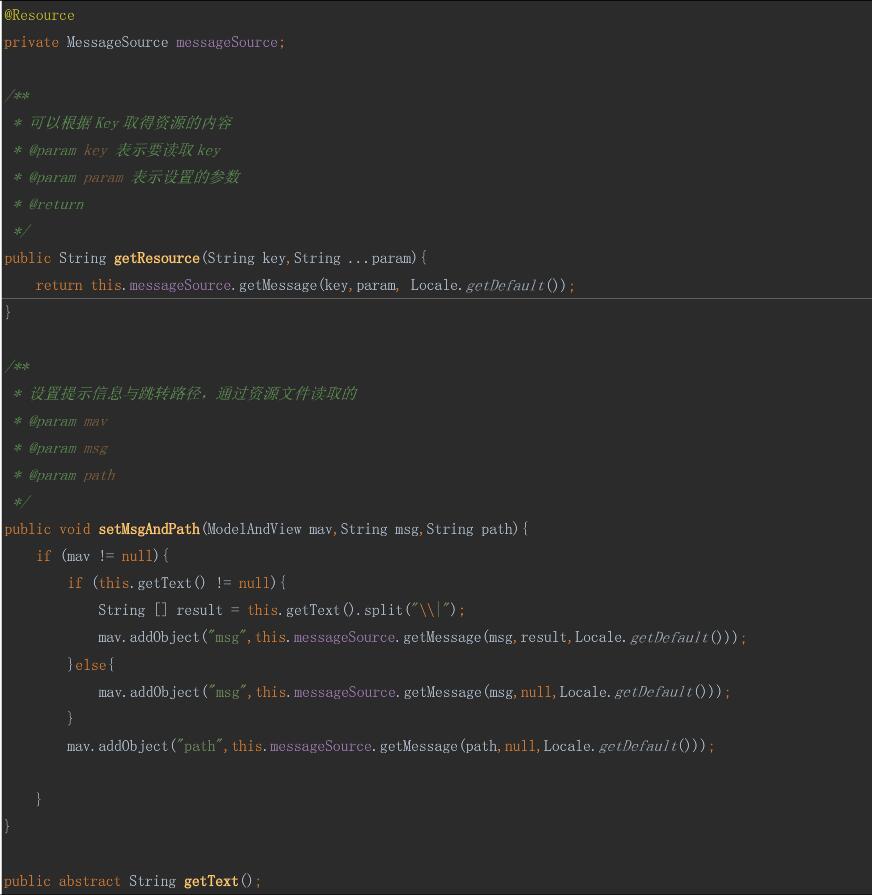 @Resource
private MessageSource messageSource;
/**
 * 可以根据Key取得资源的内容
 * @param key 表示要读取key
 * @param param 表示设置的参数
 * @return
 */
public String getResource(String key,String ...param){
    return this.messageSource.getMessage(key,param, Locale.getDefault());
}
/**
 * 设置提示信息与跳转路径，通过资源文件读取的
 * @param mav
 * @param msg
 * @param path
 */
public void setMsgAndPath(ModelAndView mav,String msg,String path){
    if (mav != null){
        if (this.getText() != null){
            String [] result = this.getText().split("\\|");
            mav.addObject("msg",this.messageSource.getMessage(msg,result,Locale.getDefault()));
        }else{
            mav.addObject("msg",this.messageSource.getMessage(msg,null,Locale.getDefault()));
        }
        mav.addObject("path",this.messageSource.getMessage(path,null,Locale.getDefault()));
    }
}
public abstract String getText();